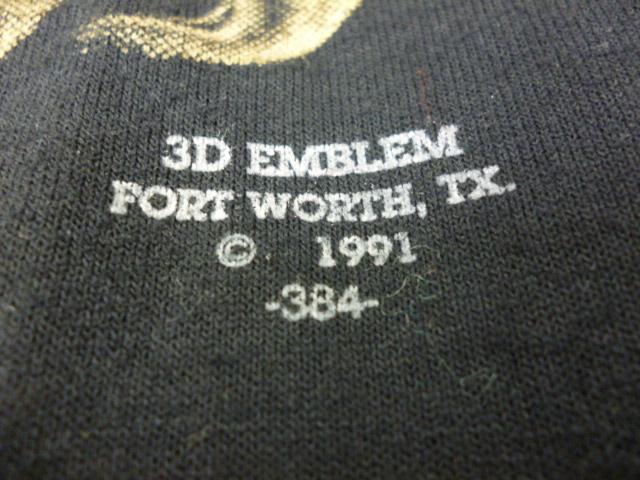 3D EMBLEM
FORT WORTH, TX.
© 1991
-384-